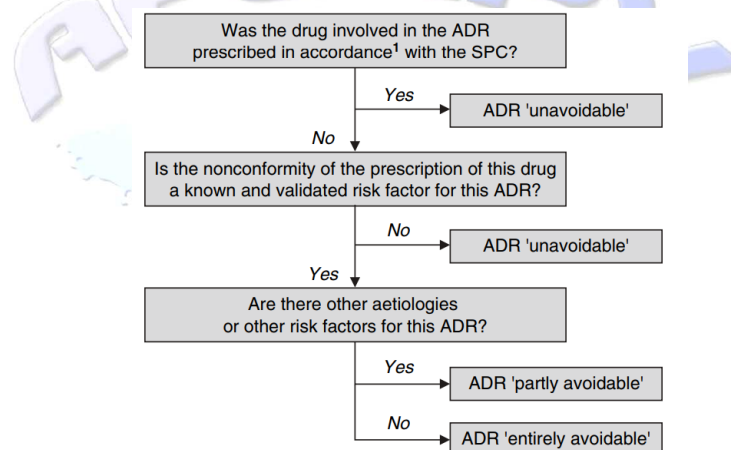 Was the drug involved in the ADR
prescribed in accordance¹ with the SPC?
Yes
ADR 'unavoidable'
No
Is the nonconformity of the prescription of this drug
a known and validated risk factor for this ADR?
No
ADR 'unavoidable'
Yes
Are there other aetiologies
or other risk factors for this ADR?
Yes
ADR 'partly avoidable'
No
ADR 'entirely avoidable'